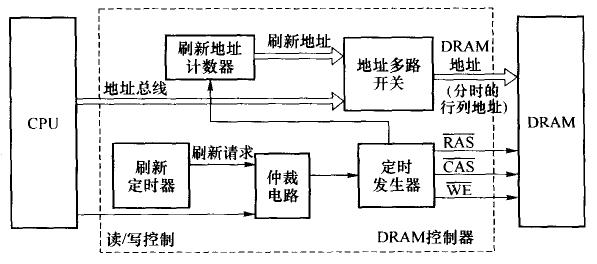 CPU
刷新地址
计数器
刷新地址
地址多路
开关
DRAM
地址
(分时的
行列地址)
DRAM
地址总线
刷新
定时器
刷新请求
仲裁
电路
定时
发生器
RAS
CAS
WE
读/写控制
DRAM控制器